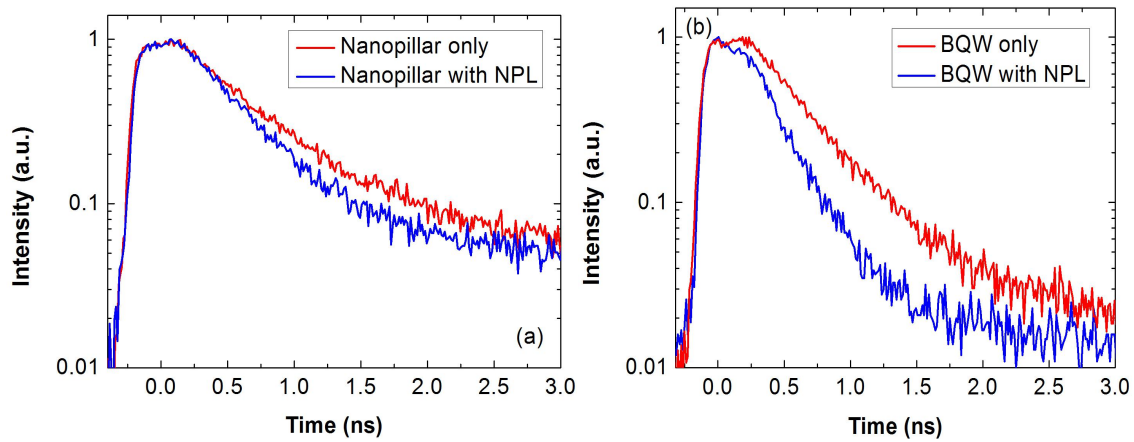 Nanopillar only
Nanopillar with NPL
1
0.1
0.01
Intensity (a.u.)
(a)
0.0 0.5 1.0 1.5 2.0 2.5 3.0
Time (ns)
(b)
BQW only
BQW with NPL
1
0.1
0.01
Intensity (a.u.)
0.0 0.5 1.0 1.5 2.0 2.5 3.0
Time (ns)